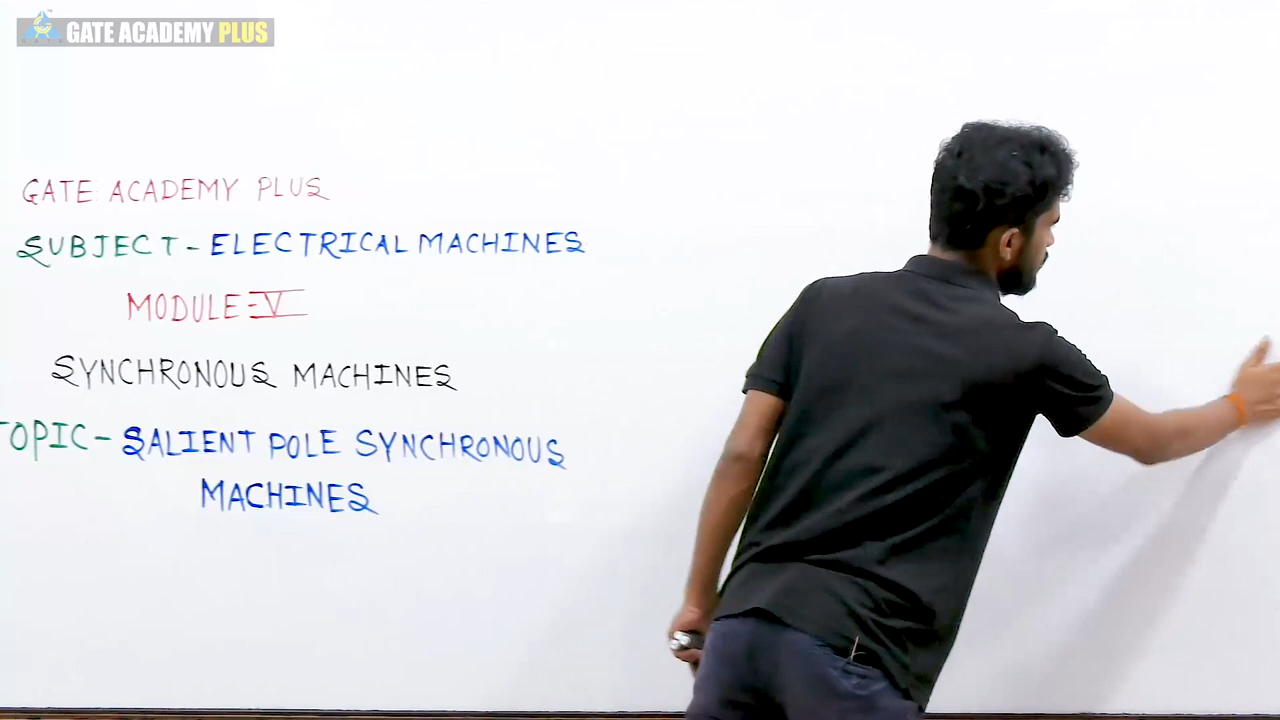 GATE ACADEMY PLUS
GATE ACADEMY PLUS
SUBJECT - ELECTRICAL MACHINES
MODULE - V
SYNCHRONOUS MACHINES
TOPIC - SALIENT POLE SYNCHRONOUS
MACHINES